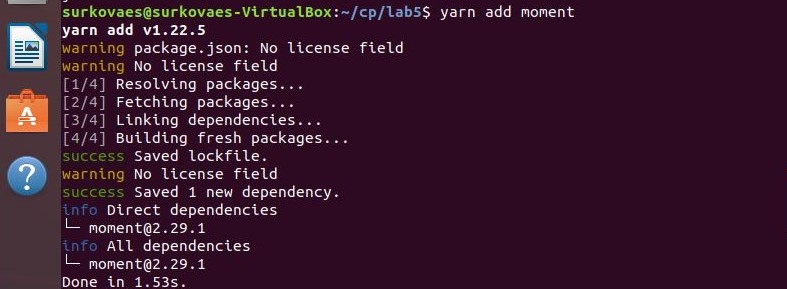 surkovaes@surkovaes-VirtualBox:~/cp/lab5$ yarn add moment
yarn add v1.22.5
warning package.json: No license field
warning No license field
[1/4] Resolving packages...
[2/4] Fetching packages...
[3/4] Linking dependencies...
[4/4] Building fresh packages...
success Saved lockfile.
warning No license field
success Saved 1 new dependency.
info Direct dependencies
└─ moment@2.29.1
info All dependencies
└─ moment@2.29.1
Done in 1.53s.